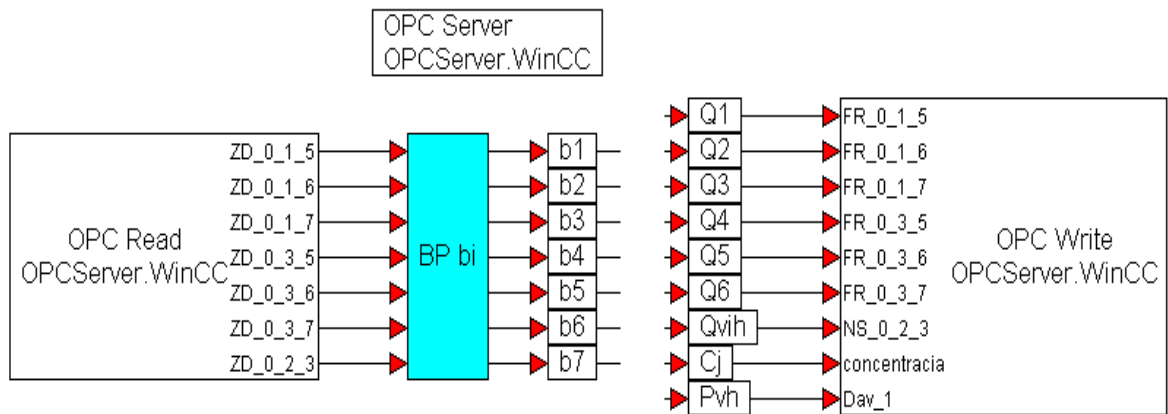 OPC Server
OPCServer.WinCC
OPC Read
OPCServer.WinCC
ZD_0_1_5
ZD_0_1_6
ZD_0_1_7
ZD_0_3_5
ZD_0_3_6
ZD_0_3_7
ZD_0_2_3
BP bi
b1
b2
b3
b4
b5
b6
b7
Q1
Q2
Q3
Q4
Q5
Q6
Qvih
Cj
Pvh
FR_0_1_5
FR_0_1_6
FR_0_1_7
FR_0_3_5
FR_0_3_6
FR_0_3_7
NS_0_2_3
concentracia
Dav_1
OPC Write
OPCServer.WinCC